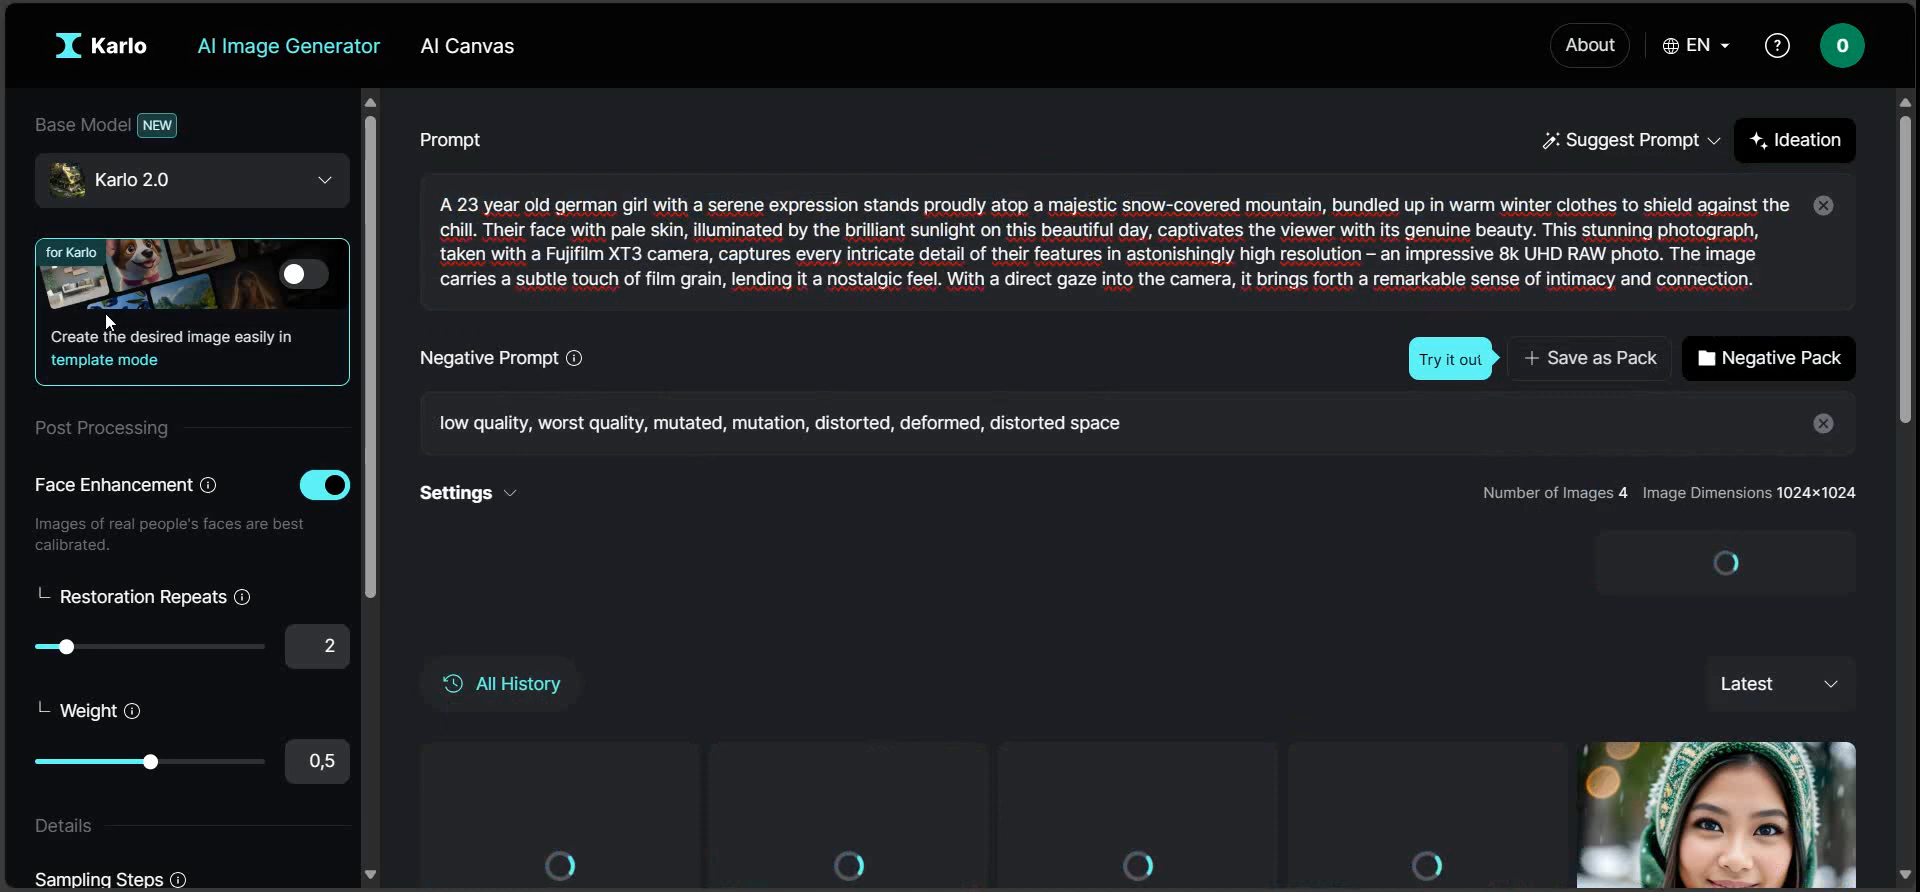 Karlo
AI Image Generator
AI Canvas
About
EN
?
0
Base Model NEW
Karlo 2.0
for Karlo
Create the desired image easily in
template mode
Post Processing
Face Enhancement
Images of real people's faces are best
calibrated.
Restoration Repeats
2
Weight
0,5
Details
Sampling Steps
Prompt
Suggest Prompt
Ideation
A 23 year old german girl with a serene expression stands proudly atop a majestic snow-covered mountain, bundled up in warm winter clothes to shield against the
chill. Their face with pale skin, illuminated by the brilliant sunlight on this beautiful day, captivates the viewer with its genuine beauty. This stunning photograph,
taken with a Fujifilm XT3 camera, captures every intricate detail of their features in astonishingly high resolution – an impressive 8k UHD RAW photo. The image
carries a subtle touch of film grain, lending it a nostalgic feel. With a direct gaze into the camera, it brings forth a remarkable sense of intimacy and connection.
Negative Prompt
Try it out
+ Save as Pack
Negative Pack
low quality, worst quality, mutated, mutation, distorted, deformed, distorted space
Settings
Number of Images 4 Image Dimensions 1024×1024
All History
Latest